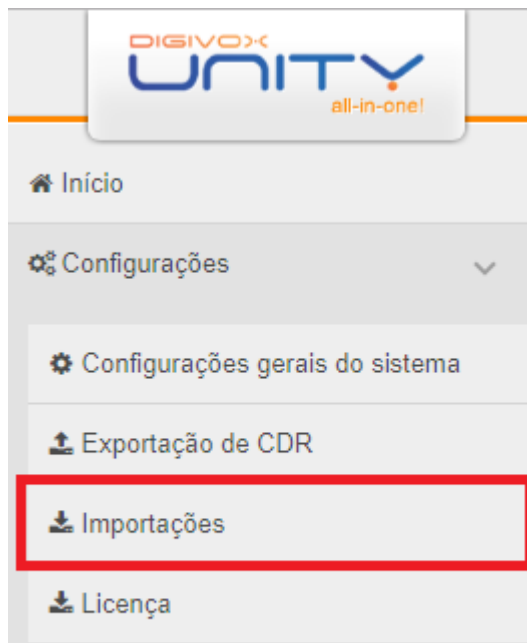 DIGIVOX
UNITY
all-in-one!
Início
Configurações
Configurações gerais do sistema
Exportação de CDR
Importações
Licença